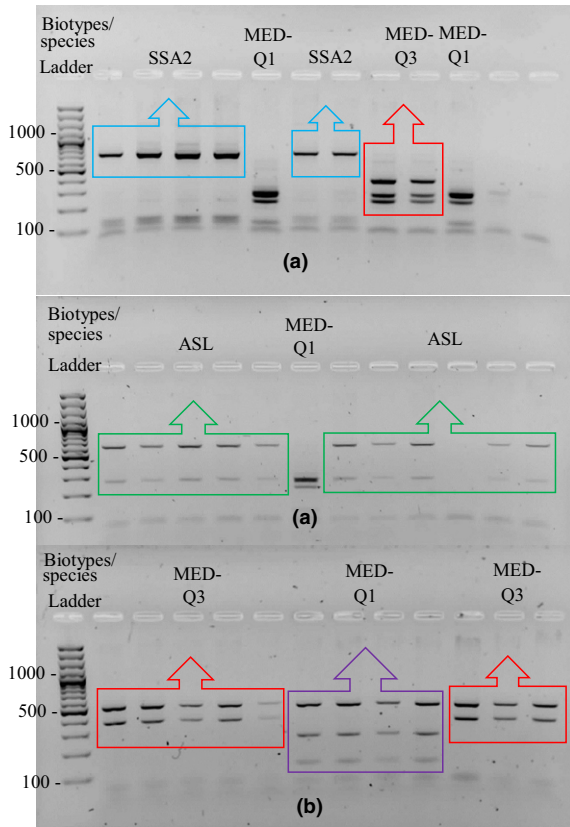 Biotypes/
species
Ladder
SSA2
MED-
Q1
SSA2
MED-
Q3
MED-
Q1
1000 -
500 -
100 -
(a)
Biotypes/
species
Ladder
ASL
MED-
Q1
ASL
1000 -
500 -
100 -
(a)
Biotypes/
species
Ladder
MED-
Q3
MED-
Q1
MED-
Q3
1000 -
500 -
100 -
(b)